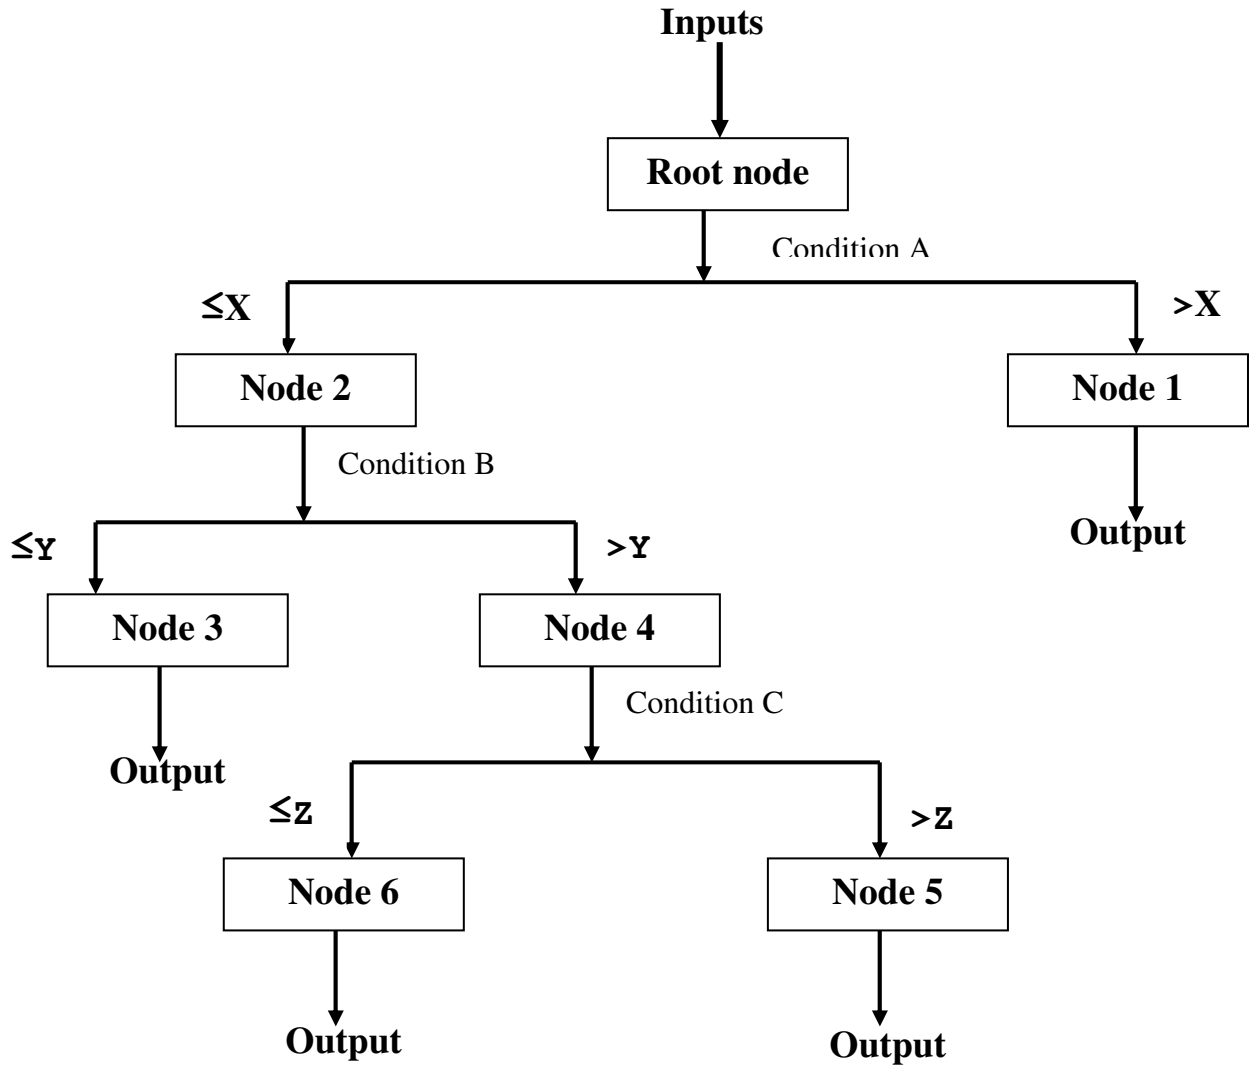 Inputs
Root node
Condition A
≤X
>X
Node 2
Node 1
Condition B
Output
≤Y
>Y
Node 3
Node 4
Condition C
Output
≤Z
>Z
Node 6
Node 5
Output
Output